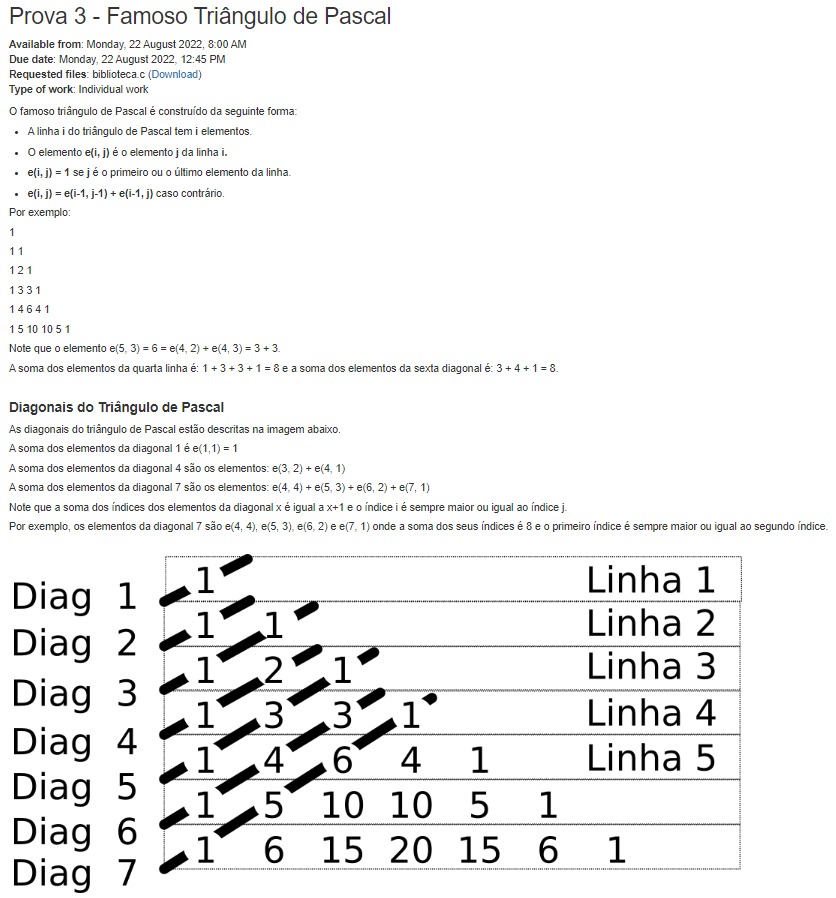 Prova 3 - Famoso Triângulo de Pascal
Available from: Monday, 22 August 2022, 8:00 AM
Due date: Monday, 22 August 2022, 12:45 PM
Requested files: biblioteca.c (Download)
Type of work: Individual work
O famoso triângulo de Pascal é construído da seguinte forma:
• A linha i do triângulo de Pascal tem i elementos.
• O elemento e(i, j) é o elemento j da linha i.
• e(i, j) = 1 se j é o primeiro ou o último elemento da linha.
• e(i, j) = e(i-1, j-1) + e(i-1, j) caso contrário.
Por exemplo:
1
1 1
1 2 1
1 3 3 1
1 4 6 4 1
1 5 10 10 5 1
Note que o elemento e(5, 3) = 6 = e(4, 2) + e(4, 3) = 3 + 3.
A soma dos elementos da quarta linha é: 1 + 3 + 3 + 1 = 8 e a soma dos elementos da sexta diagonal é: 3 + 4 + 1 = 8.
Diagonais do Triângulo de Pascal
As diagonais do triângulo de Pascal estão descritas na imagem abaixo.
A soma dos elementos da diagonal 1 é e(1,1) = 1
A soma dos elementos da diagonal 4 são os elementos: e(3, 2) + e(4, 1)
A soma dos elementos da diagonal 7 são os elementos: e(4, 4) + e(5, 3) + e(6, 2) + e(7, 1)
Note que a soma dos índices dos elementos da diagonal x é igual a x+1 e o índice i é sempre maior ou igual ao índice j.
Por exemplo, os elementos da diagonal 7 são e(4, 4), e(5, 3), e(6, 2) e e(7, 1) onde a soma dos seus índices é 8 e o primeiro índice é sempre maior ou igual ao segundo índice.
1 Linha 1
Diag 1
1 1 Linha 2
Diag 2
1 2 1 Linha 3
Diag 3
1 3 3 1 Linha 4
Diag 4
1 4 6 4 1 Linha 5
Diag 5
1 5 10 10 5 1
Diag 6
1 6 15 20 15 6 1
Diag 7